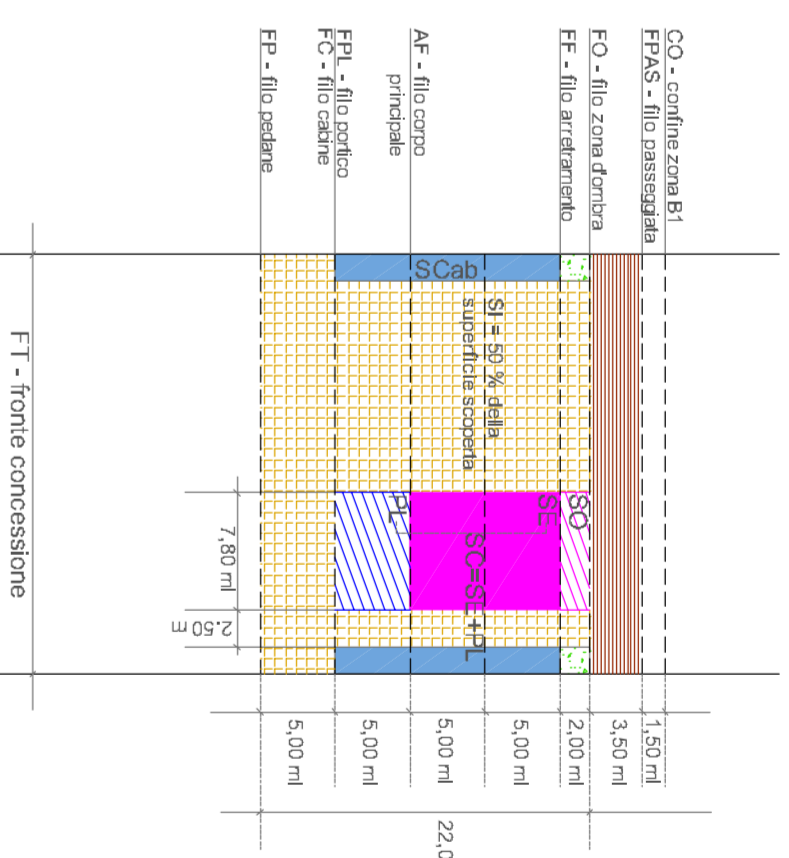 CO - confine zona B1
FPAS - filo passeggiata
FO - filo zona d'ombra
FF - filo arretramento
AF - filo corpo
principale
FPL - filo portico
FC - filo cabine
FP - filo pedane
SCab
SI = 50 % della
superficie scoperta
SO
SE
PL
SC=SE+PL
7,80 ml
2.50 m
1,50 ml
3,50 ml
2,00 ml
5,00 ml
5,00 ml
5,00 ml
5,00 ml
22,0
FT - fronte concessione